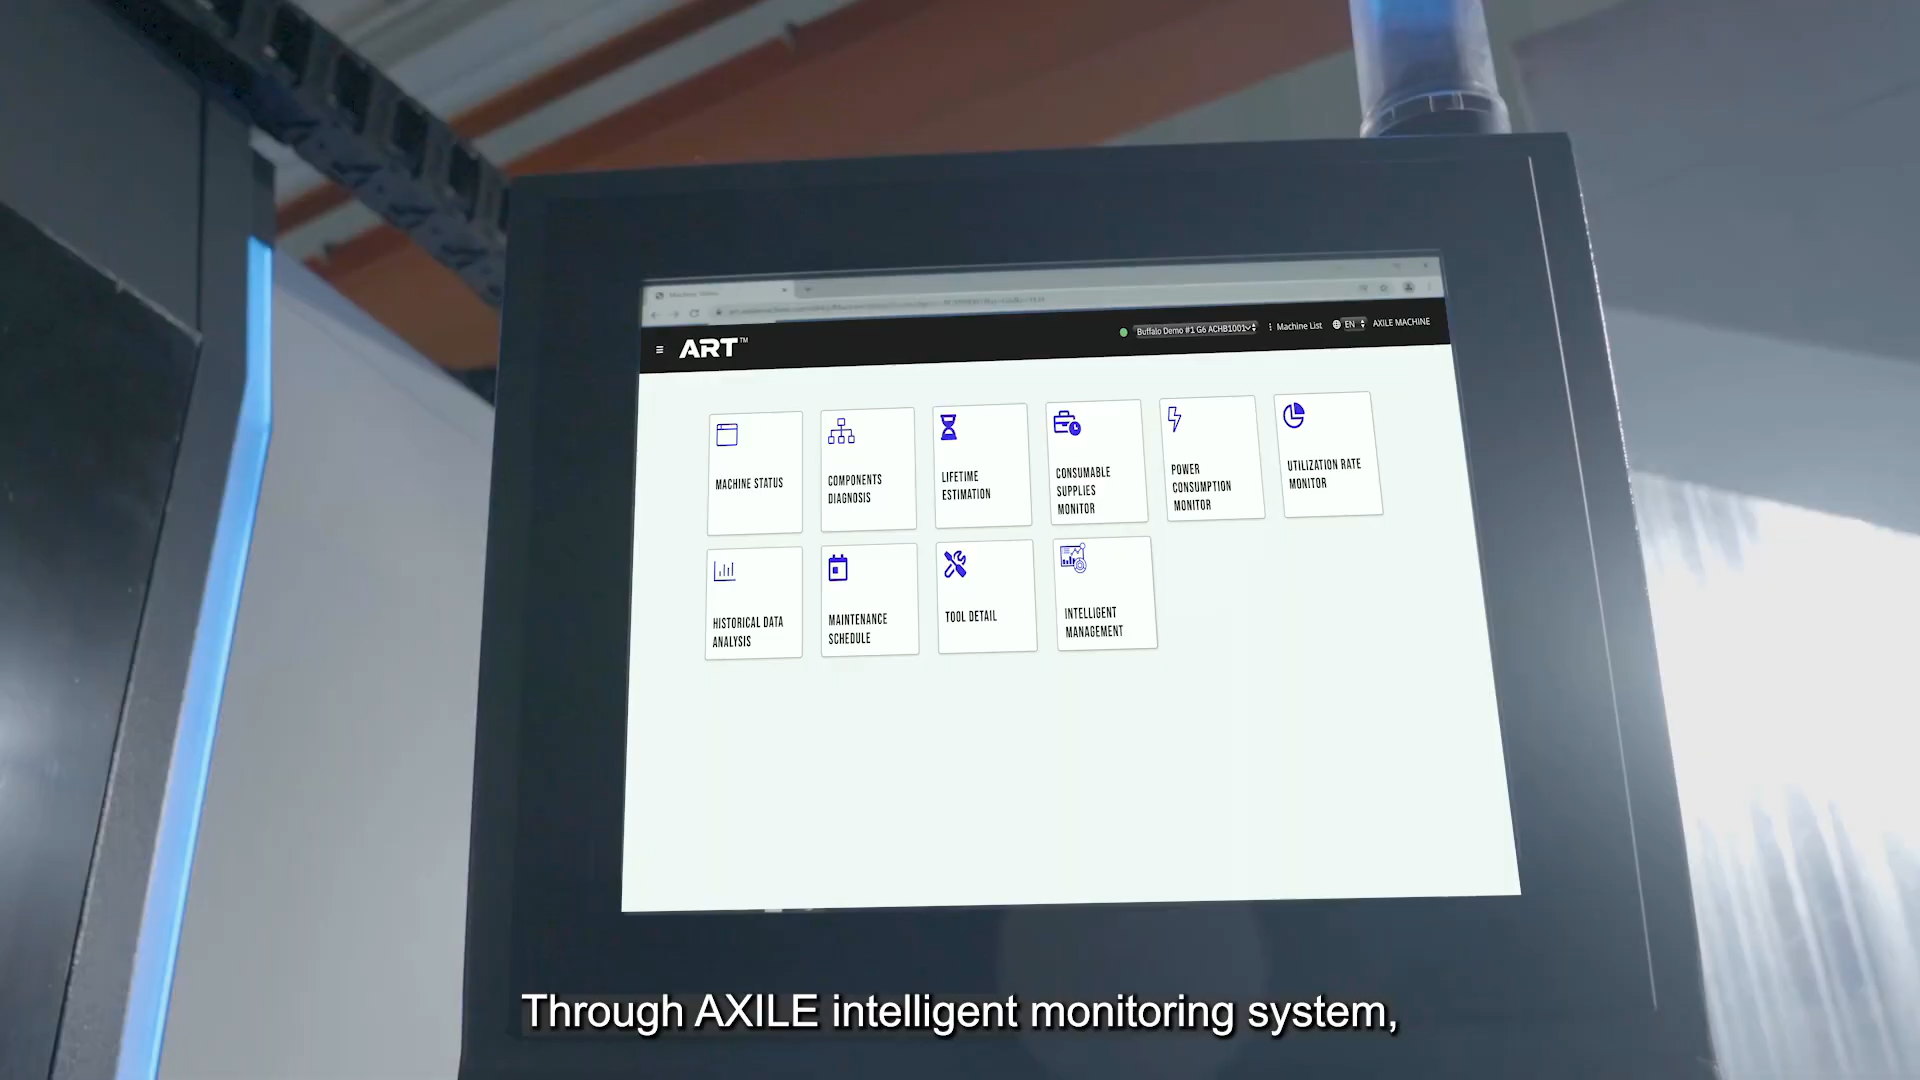 ART™
Buffalo Demo #1 G6 ACHB1001
Machine List
EN
AXILE MACHINE
MACHINE STATUS
COMPONENTS
DIAGNOSIS
LIFETIME
ESTIMATION
CONSUMABLE
SUPPLIES
MONITOR
POWER
CONSUMPTION
MONITOR
UTILIZATION RATE
MONITOR
HISTORICAL DATA
ANALYSIS
MAINTENANCE
SCHEDULE
TOOL DETAIL
INTELLIGENT
MANAGEMENT
Through AXILE intelligent monitoring system,